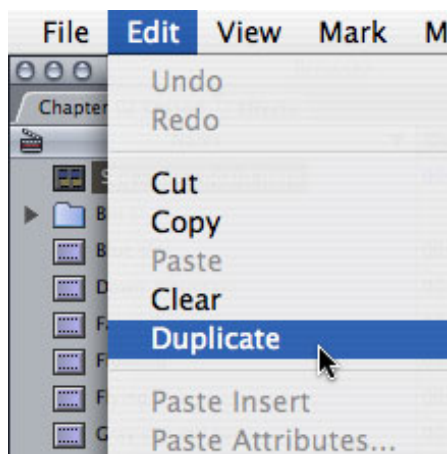 File Edit View Mark M
Chapter
Undo
Redo
Cut
Copy
Paste
Clear
Duplicate
Paste Insert
Paste Attributes...